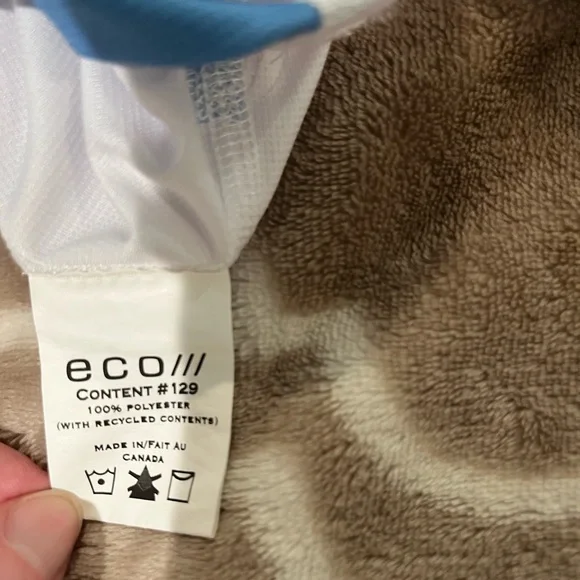 eco///
CONTENT #129
100% POLYESTER
(WITH RECYCLED CONTENTS)
MADE IN/FAIT AU
CANADA